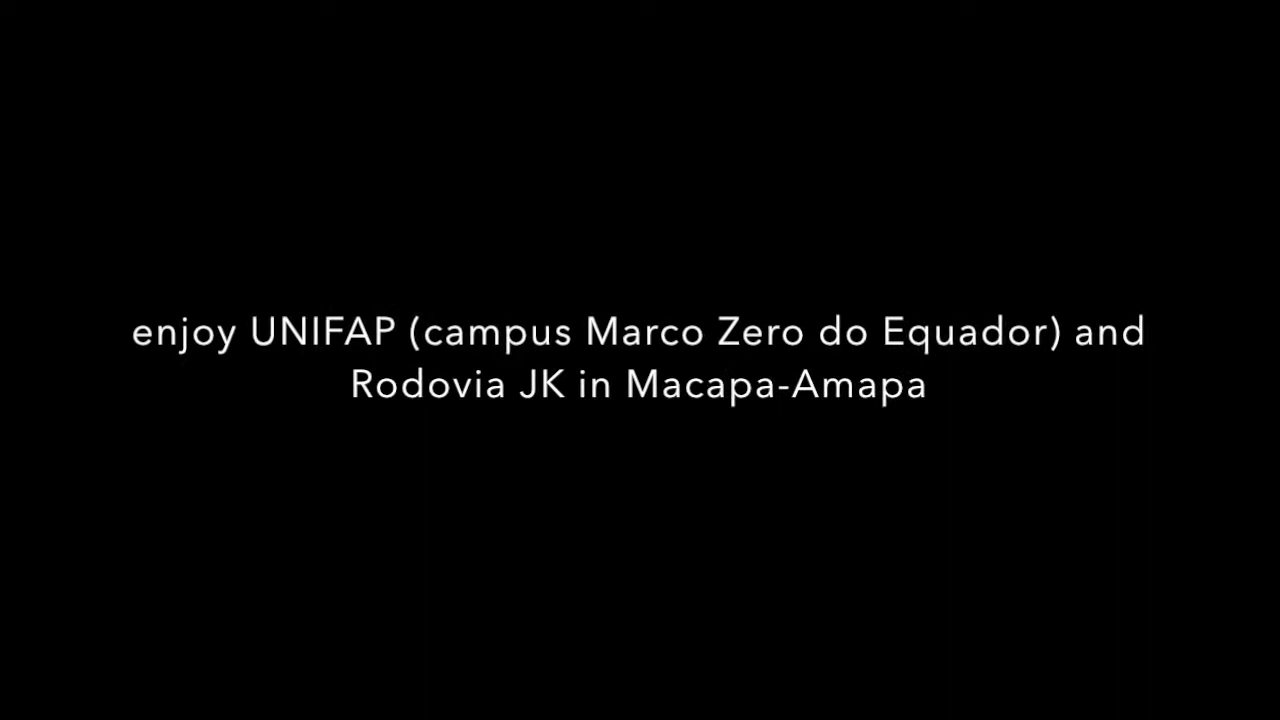 enjoy UNIFAP (campus Marco Zero do Equador) and
Rodovia JK in Macapa-Amapa